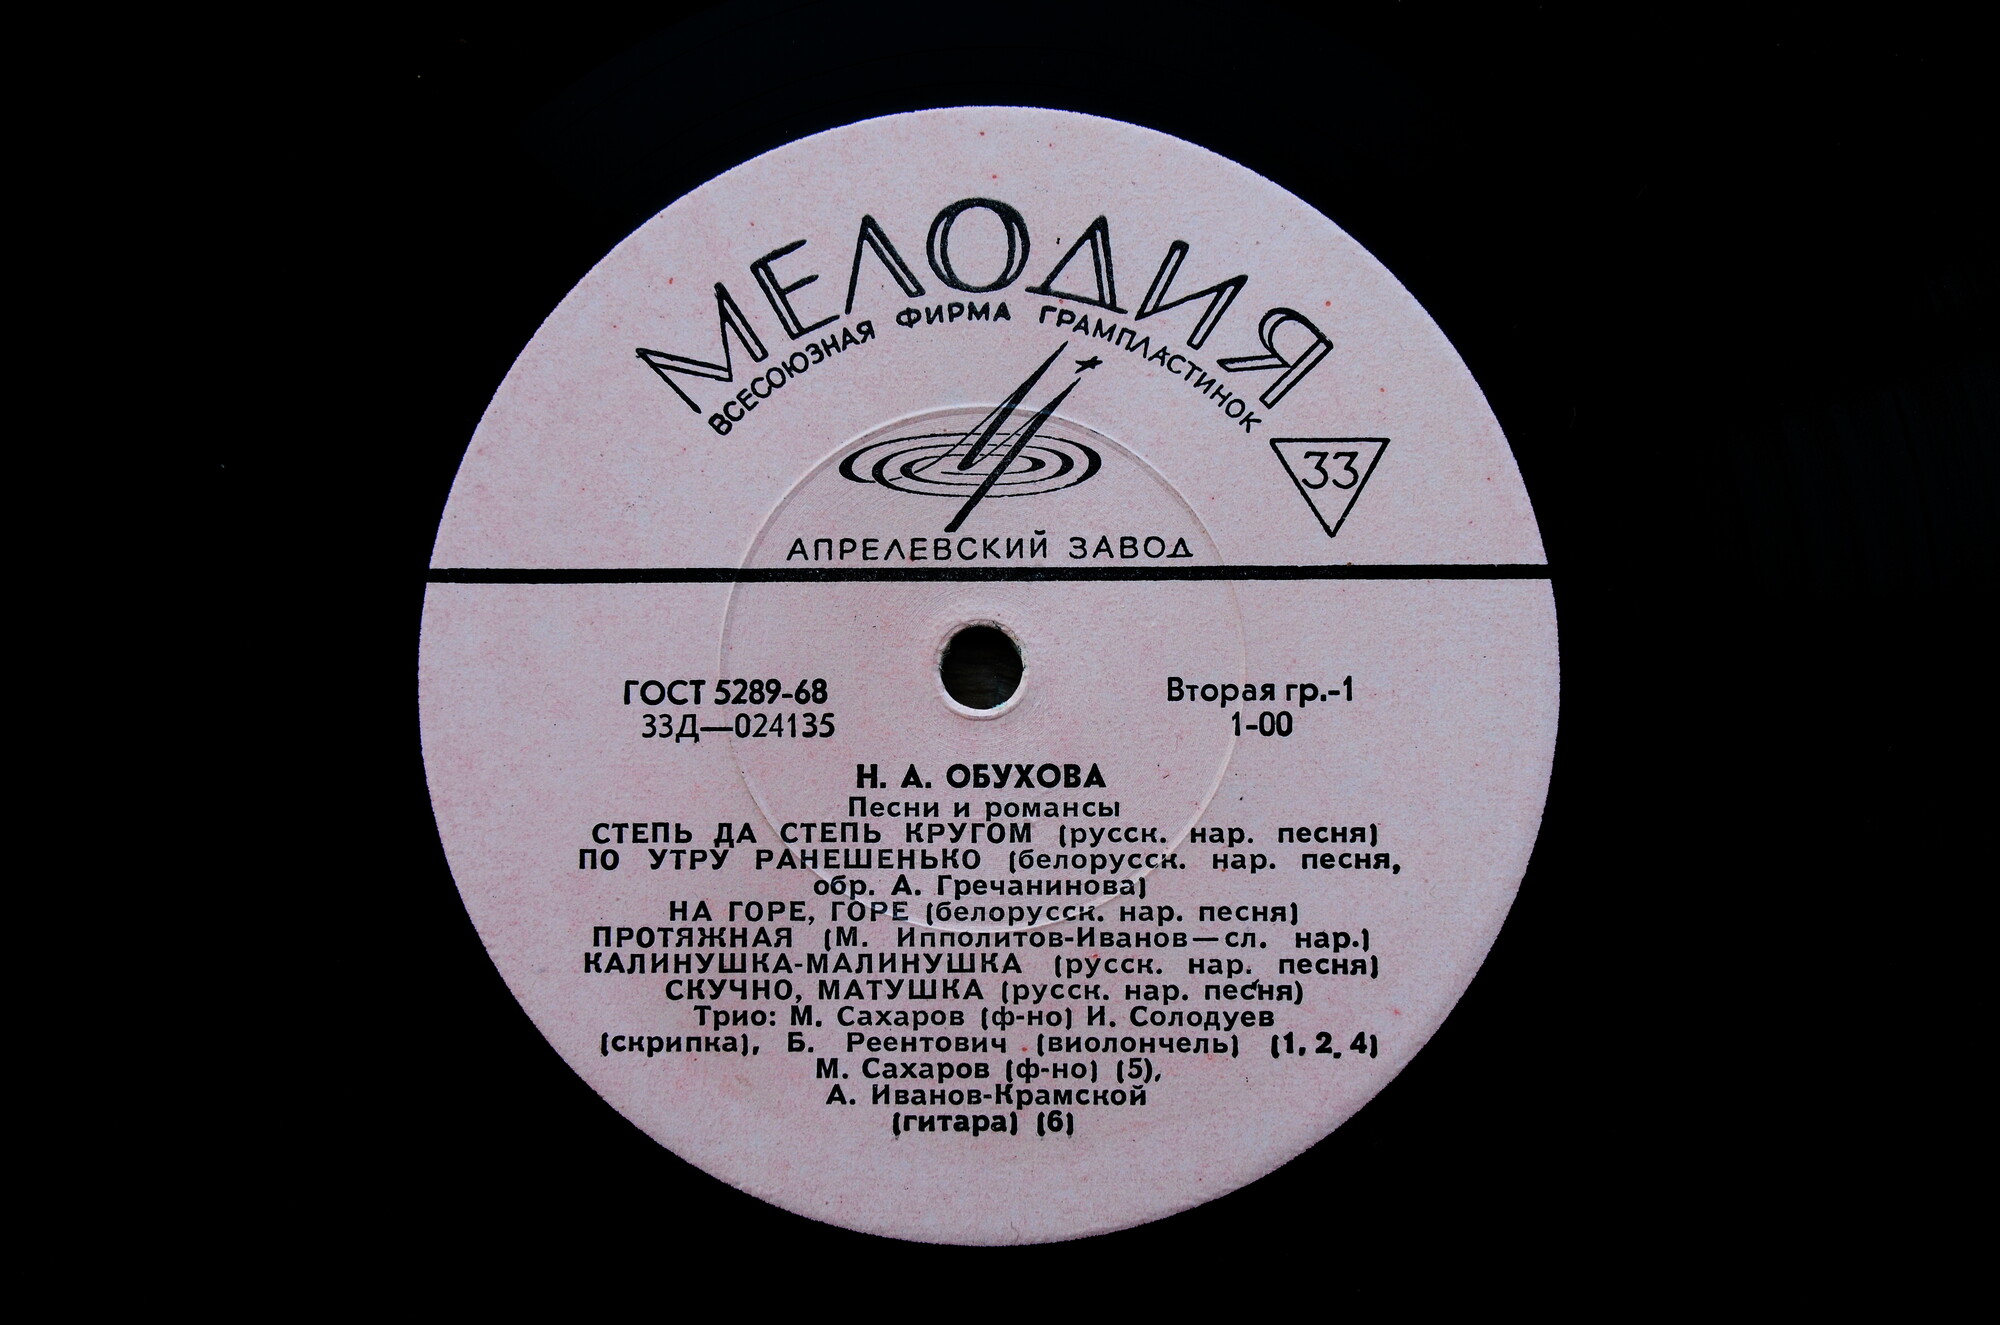 МЕЛОДИЯ
ВСЕСОЮЗНАЯ ФИРМА ГРАМПЛАСТИНОК
33
АПРЕЛЕВСКИЙ ЗАВОД
ГОСТ 5289-68
33Д—024135
Вторая гр.-1
1-00
Н. А. ОБУХОВА
Песни и романсы
СТЕПЬ ДА СТЕПЬ КРУГОМ (русск. нар. песня)
ПО УТРУ РАНЕШЕНЬКО (белорусск. нар. песня,
обр. А. Гречанинова)
НА ГОРЕ, ГОРЕ (белорусск. нар. песня)
ПРОТЯЖНАЯ (М. Ипполитов-Иванов—сл. нар.)
КАЛИНУШКА-МАЛИНУШКА (русск. нар. песня)
СКУЧНО, МАТУШКА (русск. нар. песня)
Трио: М. Сахаров (ф-но) И. Солодуев
(скрипка), Б. Реентович (виолончель) (1, 2, 4)
М. Сахаров (ф-но) (5),
А. Иванов-Крамской
(гитара) (6)